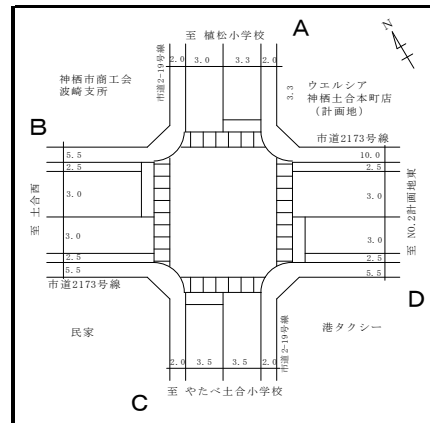 至 植松小学校
A
N
市道2-19号線
2.0 3.0 3.3 2.0
神栖市商工会
波崎支所
3.3
ウエルシア
神栖土合本町店
(計画地)
B
市道2173号線
5.5
2.5
3.0
3.0
2.5
5.5
至 土合西
10.0
2.5
3.0
3.0
2.5
5.5
至 NO.2計画地東
市道2173号線
D
民家
港タクシー
市道2-19号線
2.0 3.5 3.5 2.0
C
至 やたべ土合小学校